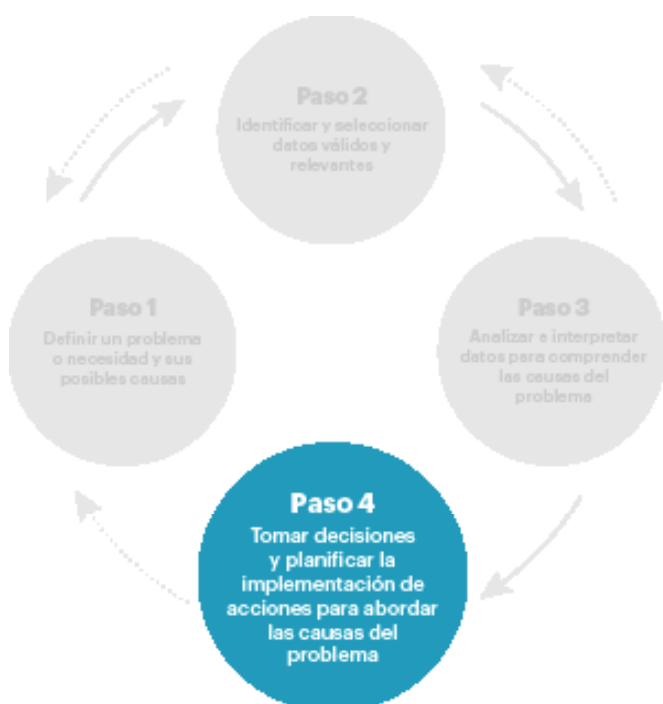 Paso 2
Identificar y seleccionar
datos válidos y
relevantes
Paso 1
Definir un problema
o necesidad y sus
posibles causas
Paso 3
Analizar e interpretar
datos para comprender
las causas del
problema
Paso 4
Tomar decisiones
y planificar la
implementación de
acciones para abordar
las causas del
problema